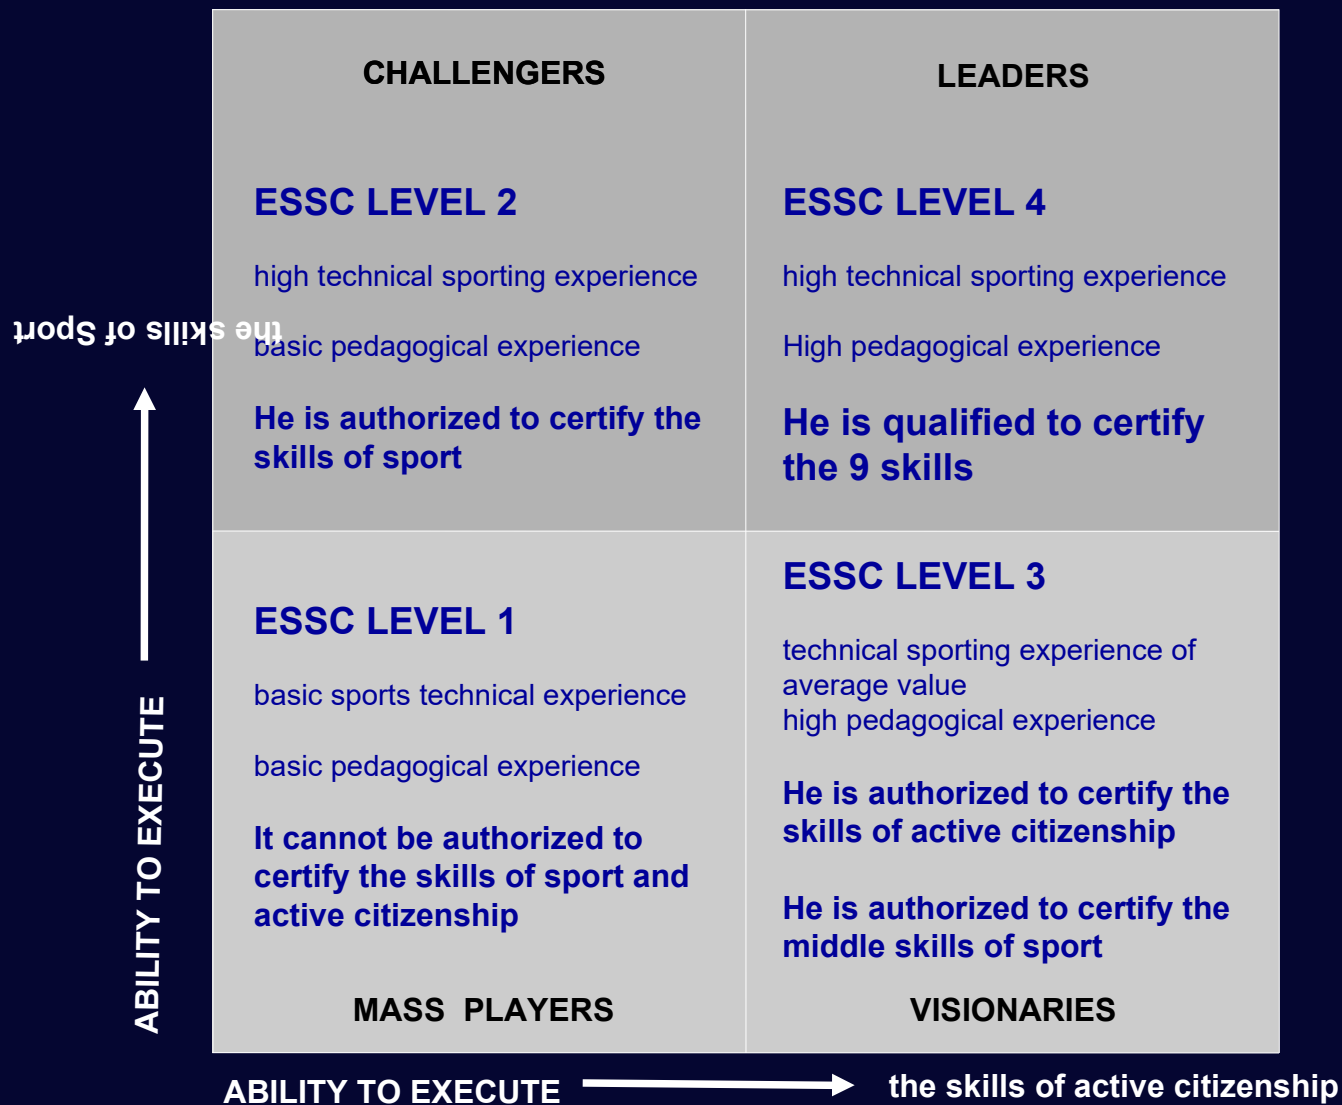 CHALLENGERS
ESSC LEVEL 2
high technical sporting experience
basic pedagogical experience
He is authorized to certify the
skills of sport
LEADERS
ESSC LEVEL 4
high technical sporting experience
High pedagogical experience
He is qualified to certify
the 9 skills
the skills of Sport
ABILITY TO EXECUTE
ESSC LEVEL 1
basic sports technical experience
basic pedagogical experience
It cannot be authorized to
certify the skills of sport and
active citizenship
MASS PLAYERS
ESSC LEVEL 3
technical sporting experience of
average value
high pedagogical experience
He is authorized to certify the
skills of active citizenship
He is authorized to certify the
middle skills of sport
VISIONARIES
ABILITY TO EXECUTE
the skills of active citizenship